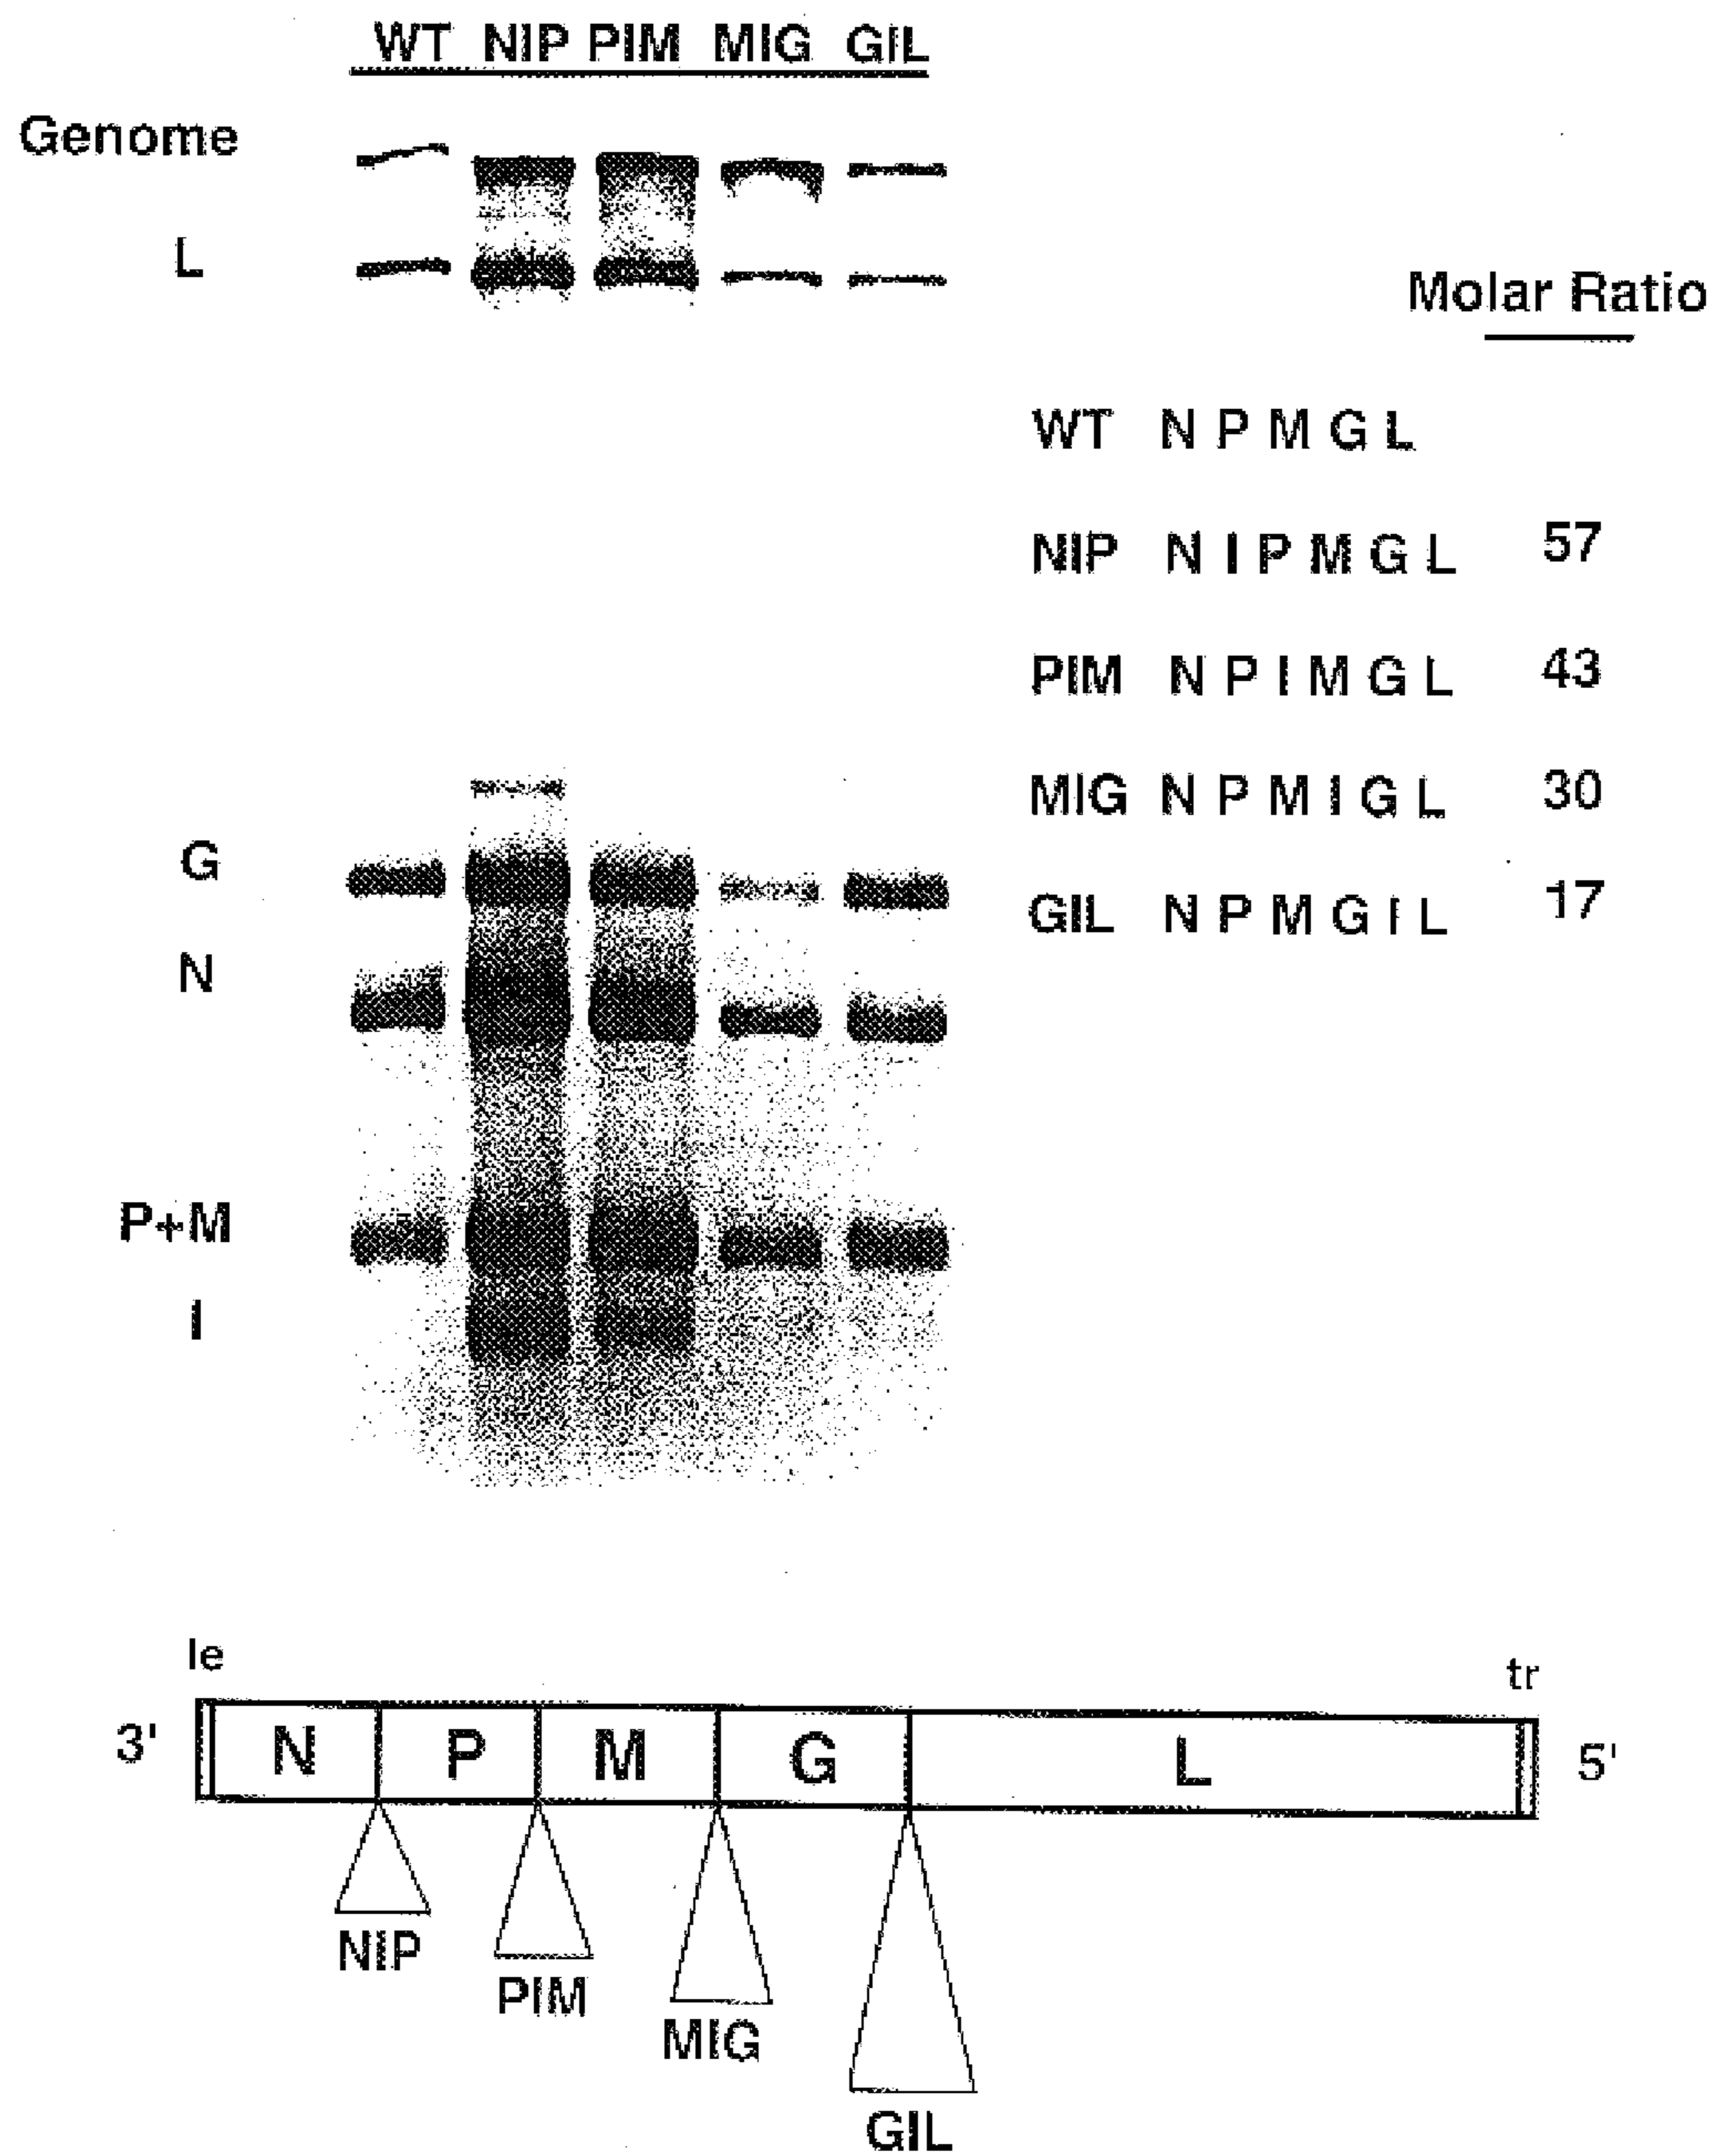 WT NIP PIM MIG GIL
Genome
L
Molar Ratio
WT N P M G L
NIP N I P M G L 57
PIM N P I M G L 43
MIG N P M I G L 30
GIL N P M G I L 17
G
N
P+M
I
le
tr
3' N P M G L 5'
NIP
PIM
MIG
GIL